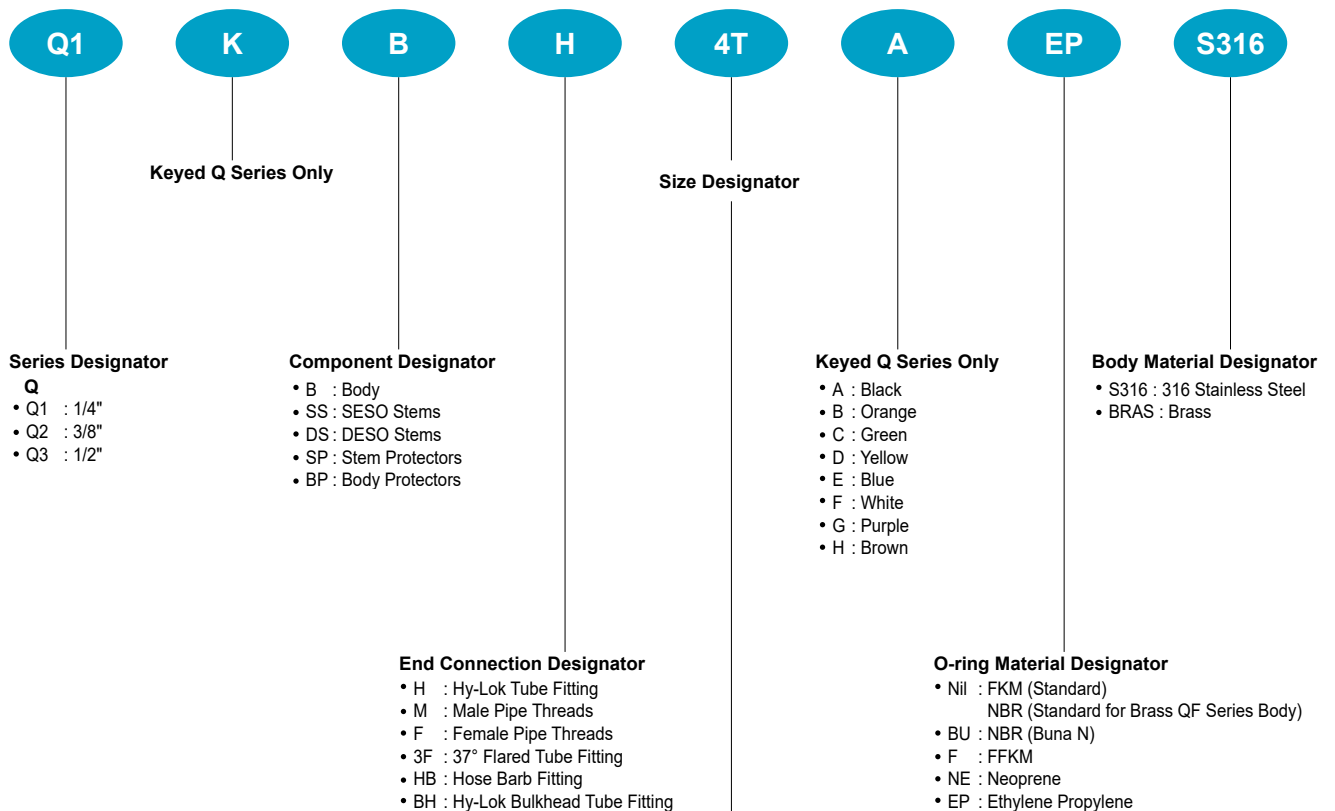 Q1 K B H 4T A EP S316
Keyed Q Series Only
Size Designator
Series Designator
Q
• Q1 : 1/4"
• Q2 : 3/8"
• Q3 : 1/2"
Component Designator
• B : Body
• SS : SESO Stems
• DS : DESO Stems
• SP : Stem Protectors
• BP : Body Protectors
Keyed Q Series Only
• A : Black
• B : Orange
• C : Green
• D : Yellow
• E : Blue
• F : White
• G : Purple
• H : Brown
Body Material Designator
• S316 : 316 Stainless Steel
• BRAS : Brass
End Connection Designator
• H : Hy-Lok Tube Fitting
• M : Male Pipe Threads
• F : Female Pipe Threads
• 3F : 37° Flared Tube Fitting
• HB : Hose Barb Fitting
• BH : Hy-Lok Bulkhead Tube Fitting
O-ring Material Designator
• Nil : FKM (Standard)
NBR (Standard for Brass QF Series Body)
• BU : NBR (Buna N)
• F : FFKM
• NE : Neoprene
• EP : Ethylene Propylene